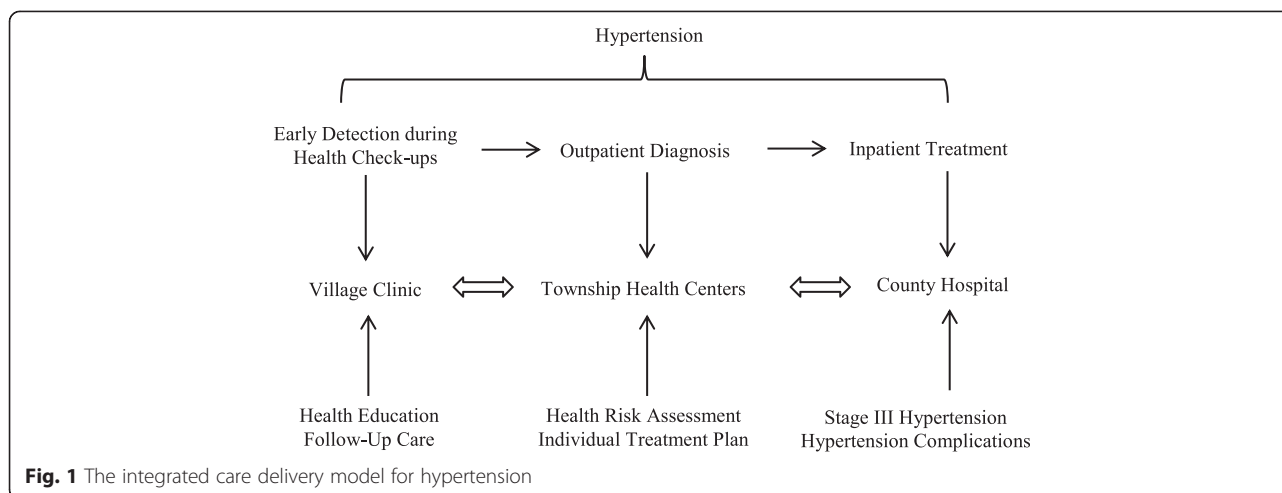 Hypertension
Early Detection during
Health Check-ups
Outpatient Diagnosis
Inpatient Treatment
Village Clinic
Township Health Centers
County Hospital
Health Education
Follow-Up Care
Health Risk Assessment
Individual Treatment Plan
Stage III Hypertension
Hypertension Complications
Fig. 1 The integrated care delivery model for hypertension